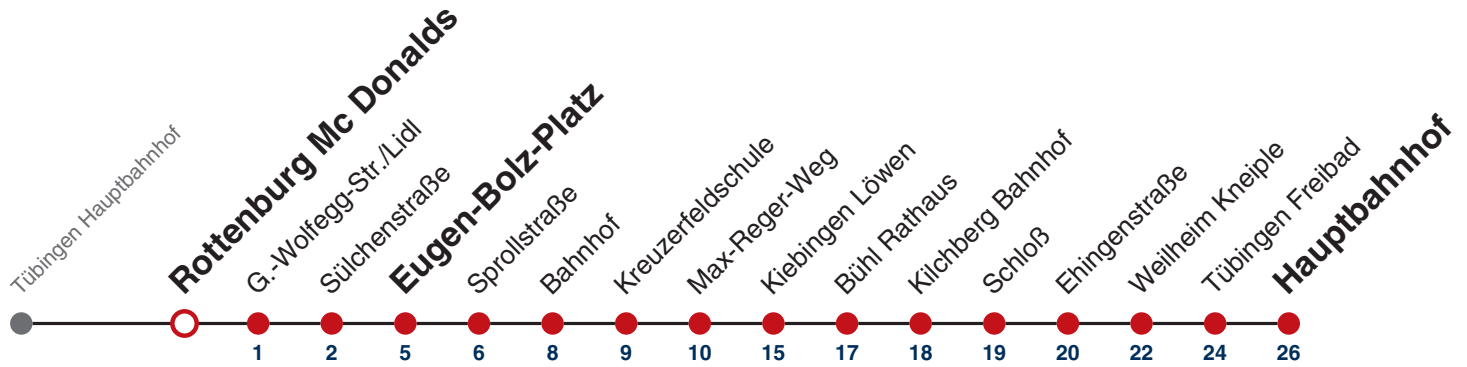 Tübingen Hauptbahnhof
Rottenburg Mc Donalds
G.-Wolfegg-Str./Lidl
Sülchenstraße
Eugen-Bolz-Platz
Sprollstraße
Bahnhof
Kreuzerfeldschule
Max-Reger-Weg
Kiebingen Löwen
Bühl Rathaus
Kilchberg Bahnhof
Schloß
Ehingenstraße
Weilheim Kneiple
Tübingen Freibad
Hauptbahnhof
1 2 5 6 8 9 10 15 17 18 19 20 22 24 26